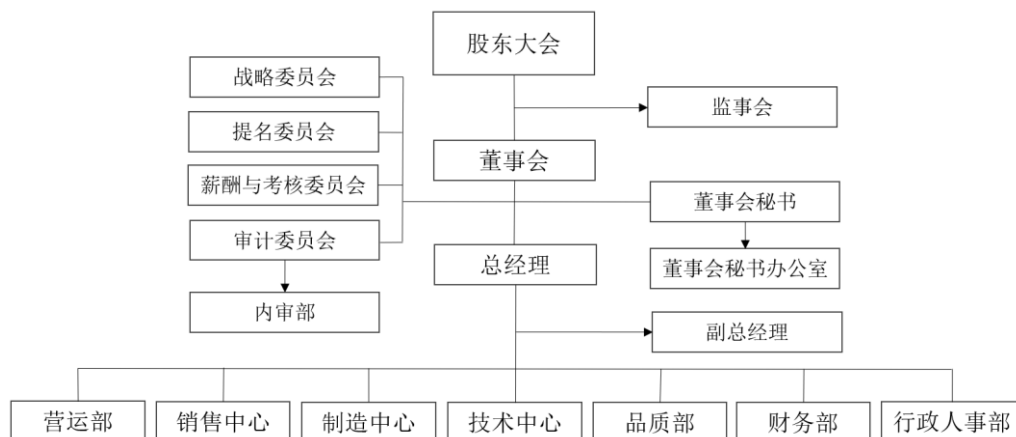 股东大会
战略委员会
监事会
提名委员会
董事会
薪酬与考核委员会
董事会秘书
审计委员会
总经理
董事会秘书办公室
内审部
副总经理
营运部
销售中心
制造中心
技术中心
品质部
财务部
行政人事部